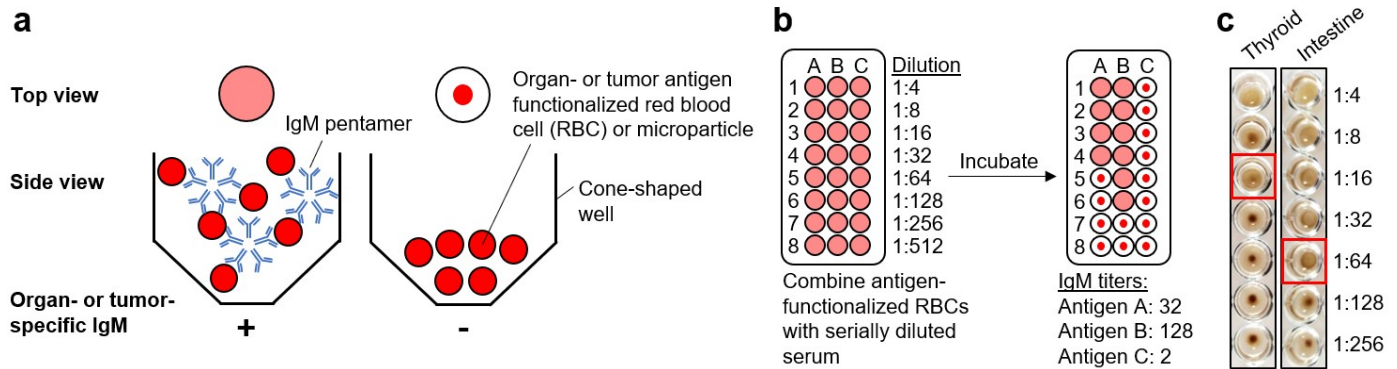 a
Top view
Side view
Organ- or tumor-
specific IgM
IgM pentamer
Organ- or tumor antigen
functionalized red blood
cell (RBC) or microparticle
Cone-shaped
well
+
-
b
A B C
1
2
3
4
5
6
7
8
Dilution
1:4
1:8
1:16
1:32
1:64
1:128
1:256
1:512
Combine antigen-
functionalized RBCs
with serially diluted
serum
Incubate
A B C
1
2
3
4
5
6
7
8
IgM titers:
Antigen A: 32
Antigen B: 128
Antigen C: 2
c
Thyroid
Intestine
1:4
1:8
1:16
1:32
1:64
1:128
1:256